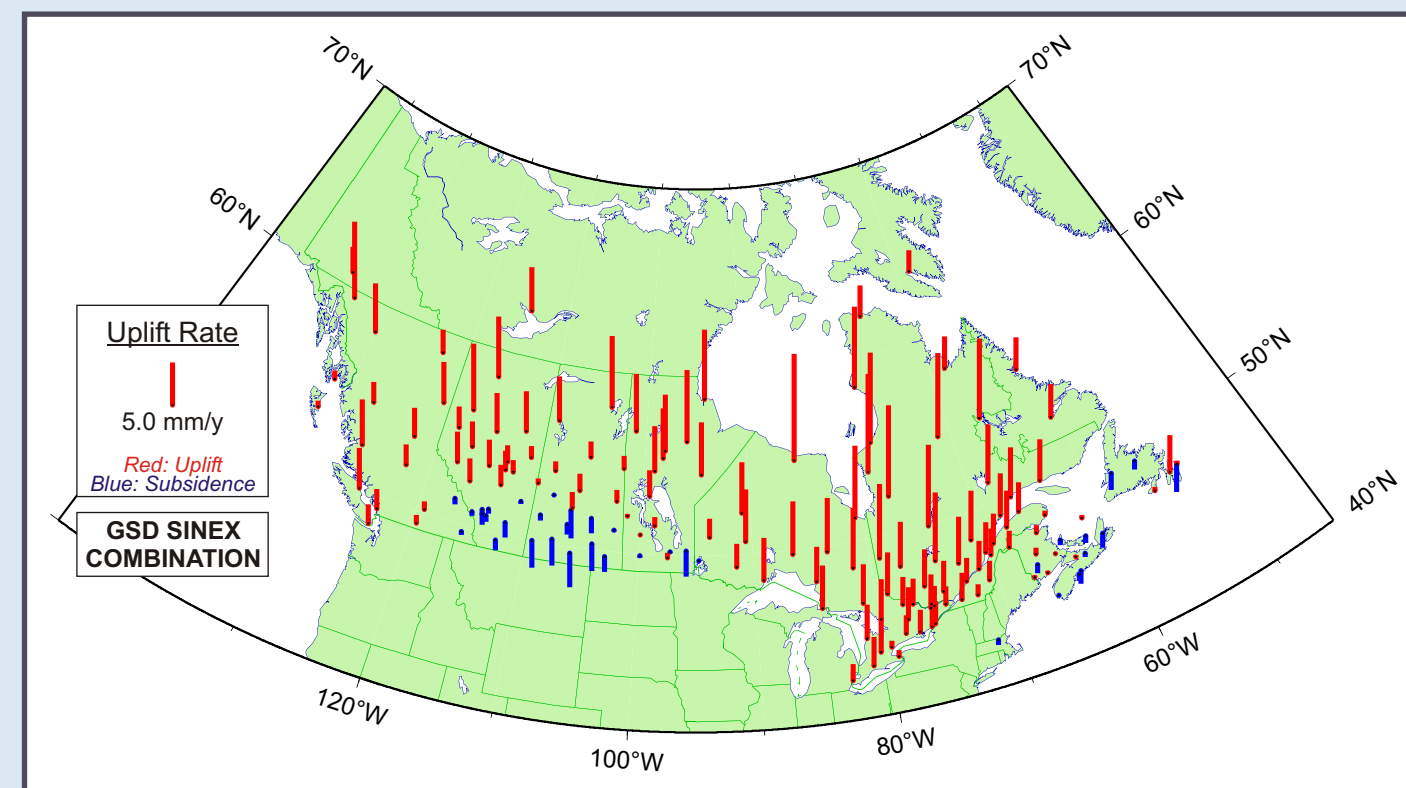 70°N
70°N
60°N
60°N
Uplift Rate
5.0 mm/y
Red: Uplift
Blue: Subsidence
GSD SINEX
COMBINATION
50°N
40°N
120°W
100°W
80°W
60°W